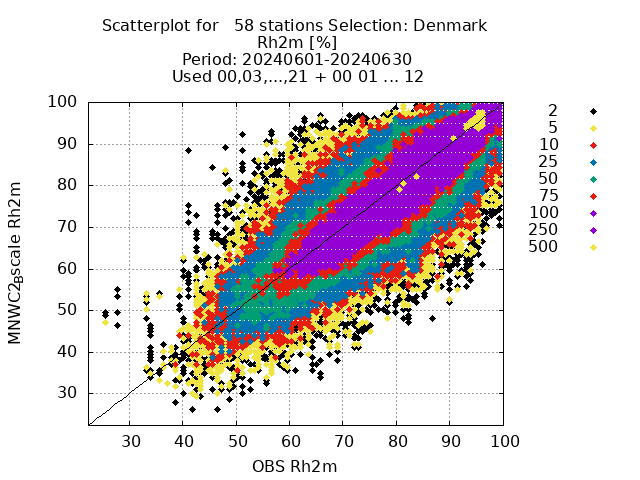 Scatterplot for 58 stations Selection: Denmark
Rh2m [%]
Period: 20240601-20240630
Used 00,03,...,21 + 00 01 ... 12
MNWC2Bscale Rh2m
100
90
80
70
60
50
40
30
30 40 50 60 70 80 90 100
OBS Rh2m
2
5
10
25
50
75
100
250
500